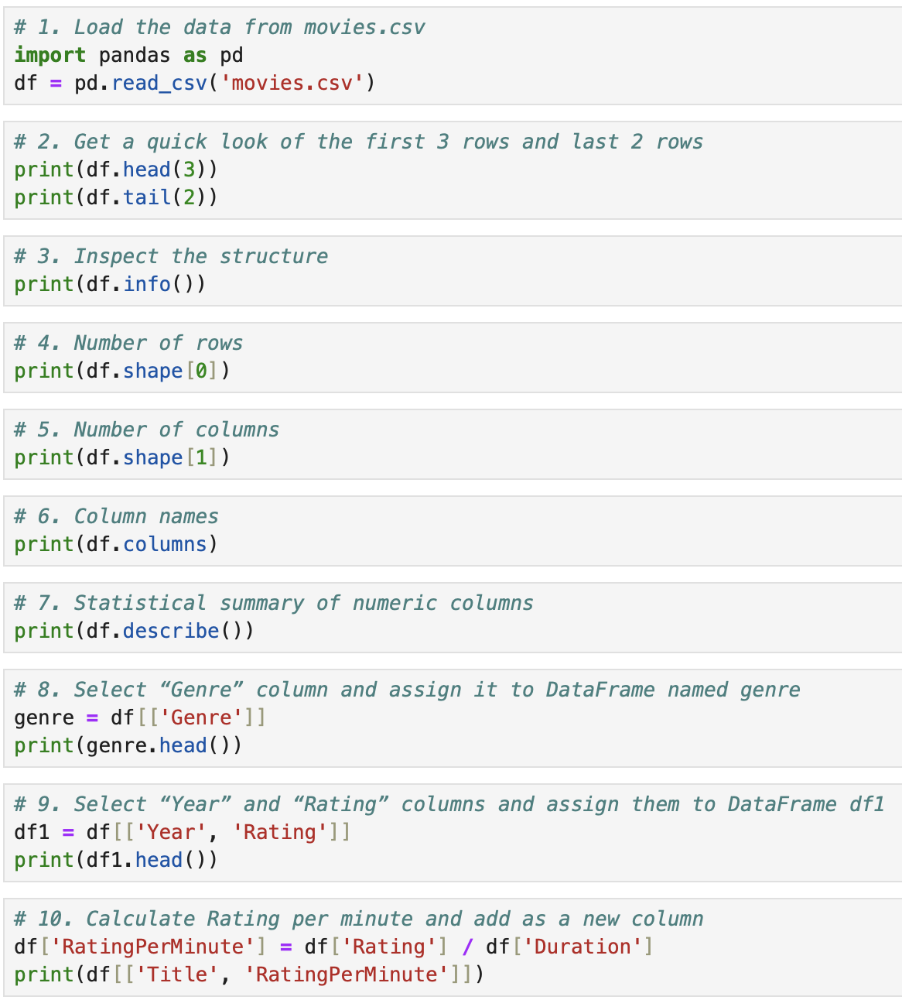 # 1. Load the data from movies.csv
import pandas as pd
df = pd.read_csv('movies.csv')
# 2. Get a quick look of the first 3 rows and last 2 rows
print(df.head(3))
print(df.tail(2))
# 3. Inspect the structure
print(df.info())
# 4. Number of rows
print(df.shape[0])
# 5. Number of columns
print(df.shape[1])
# 6. Column names
print(df.columns)
# 7. Statistical summary of numeric columns
print(df.describe())
# 8. Select “Genre” column and assign it to DataFrame named genre
genre = df[['Genre']]
print(genre.head())
# 9. Select “Year” and “Rating” columns and assign them to DataFrame df1
df1 = df[['Year', 'Rating']]
print(df1.head())
# 10. Calculate Rating per minute and add as a new column
df['RatingPerMinute'] = df['Rating'] / df['Duration']
print(df[['Title', 'RatingPerMinute']])